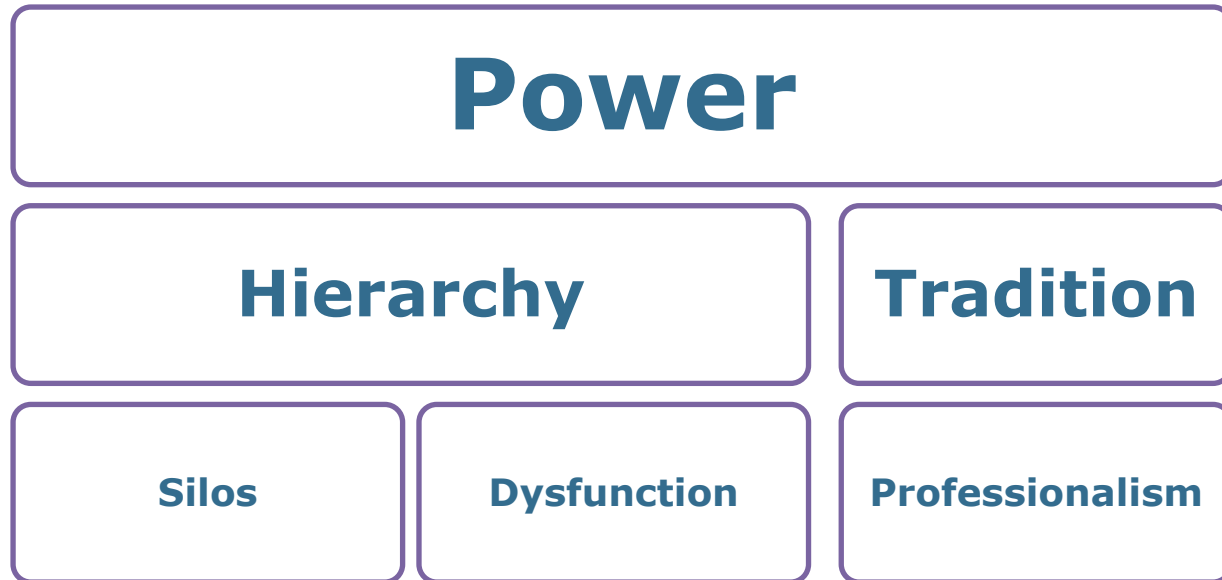 Power
Hierarchy
Tradition
Silos
Dysfunction
Professionalism